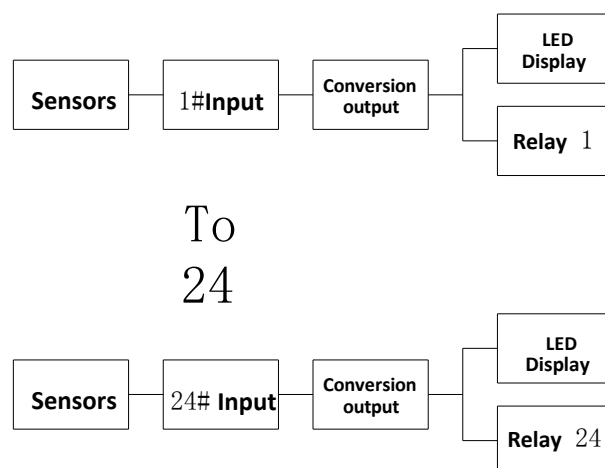 Sensors
1#Input
Conversion
output
LED
Display
Relay 1
To
24
Sensors
24# Input
Conversion
output
LED
Display
Relay 24